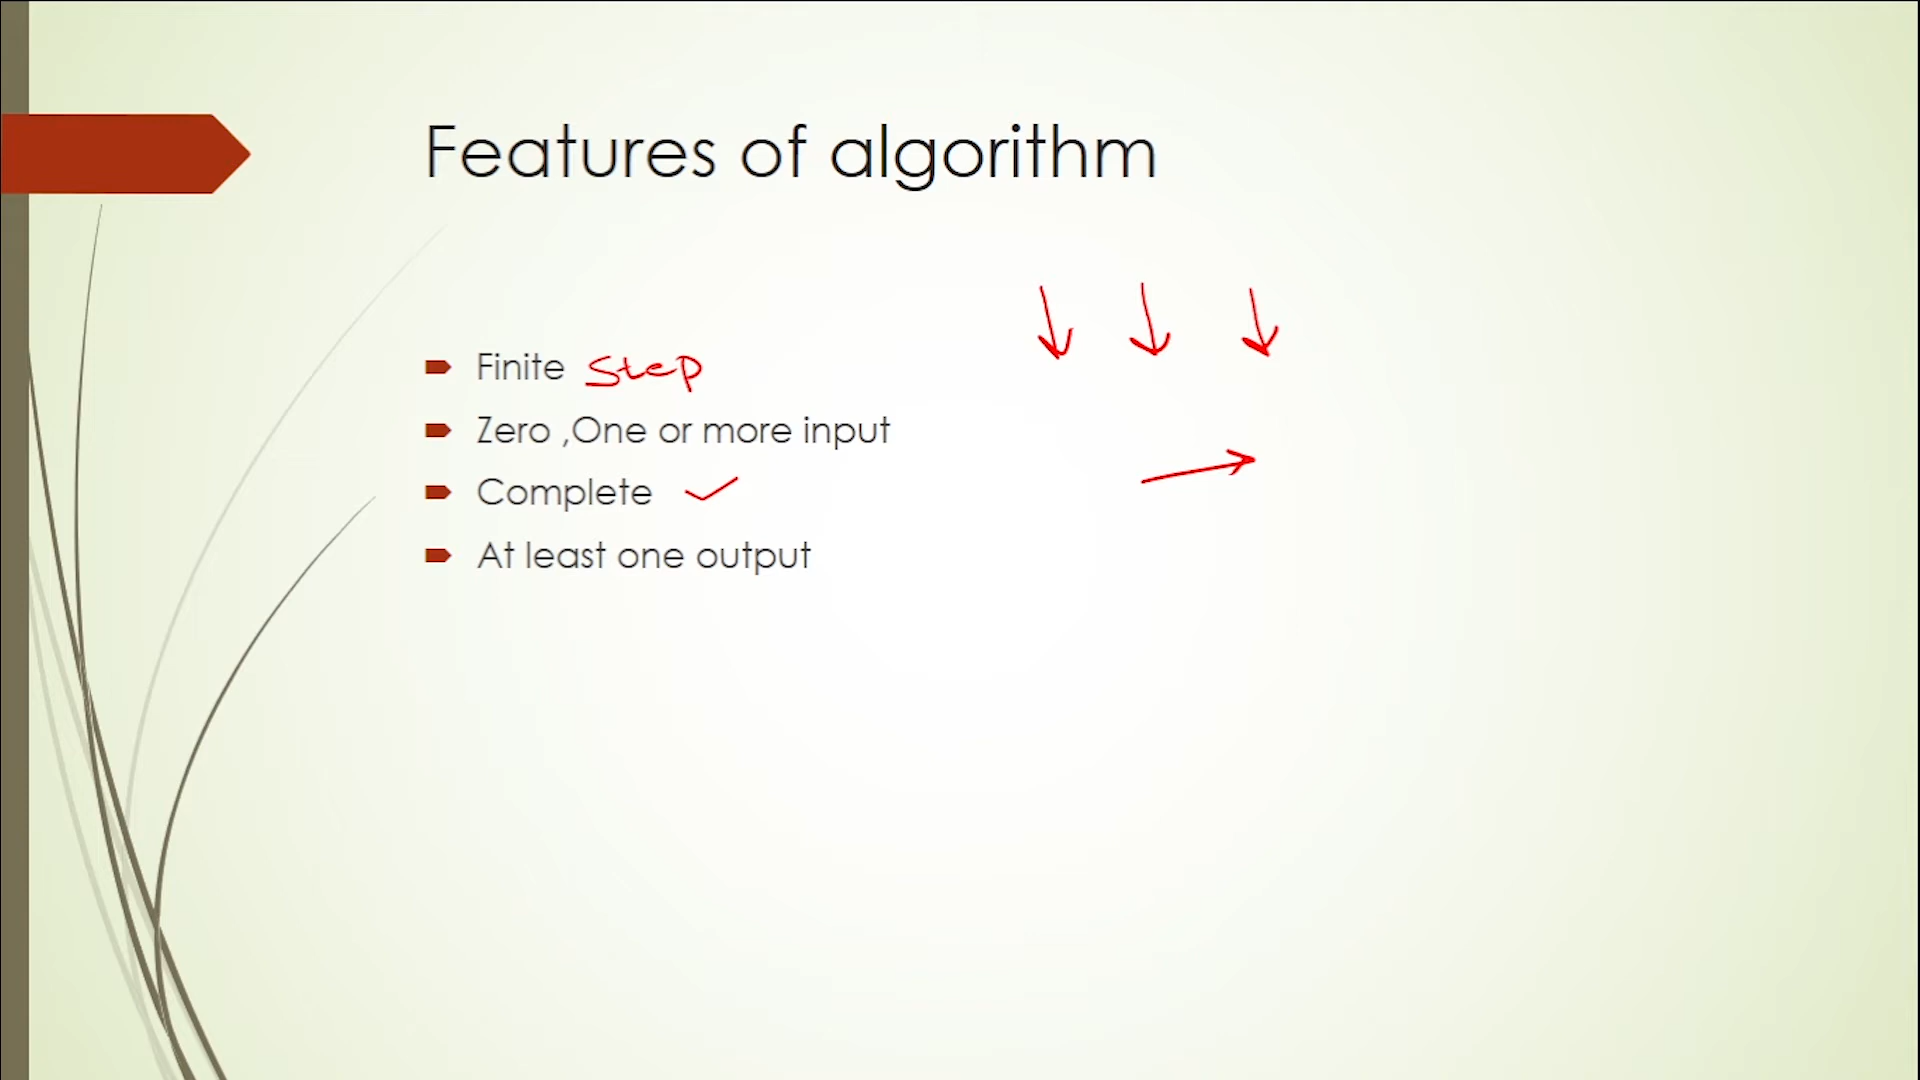 Features of algorithm
Finite Step
Zero ,One or more input
Complete
At least one output